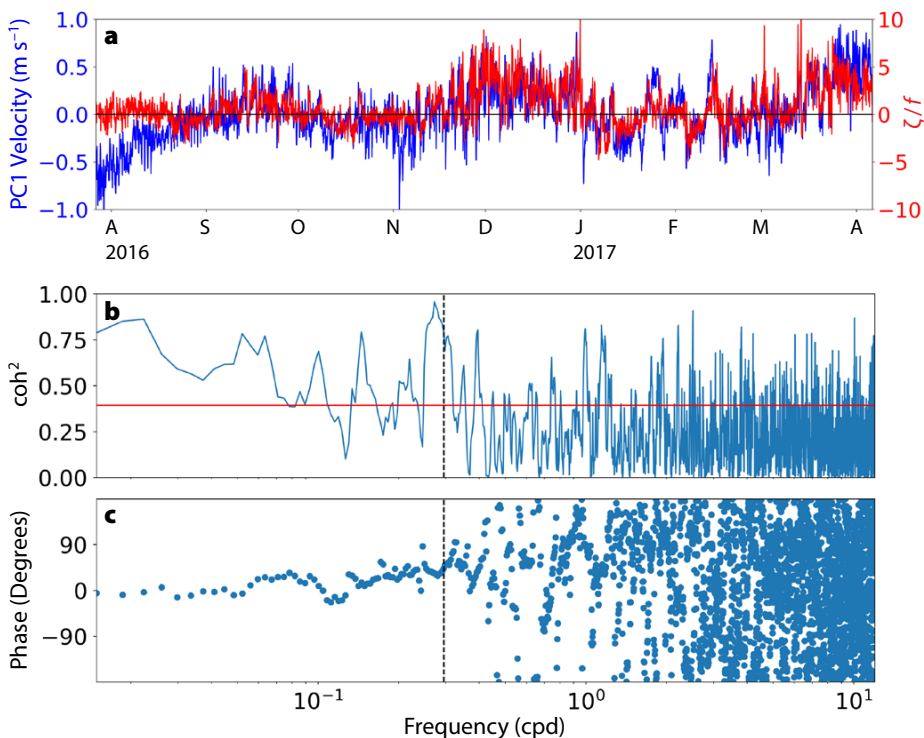 a
PC1 Velocity (m s⁻¹)
1.0
0.5
0.0
−0.5
−1.0
10
5
0
−5
−10
ζ/f
A S O N D J F M A
2016 2017
b
coh²
1.00
0.75
0.50
0.25
0.00
c
Phase (Degrees)
90
0
−90
10⁻¹ 10⁰ 10¹
Frequency (cpd)